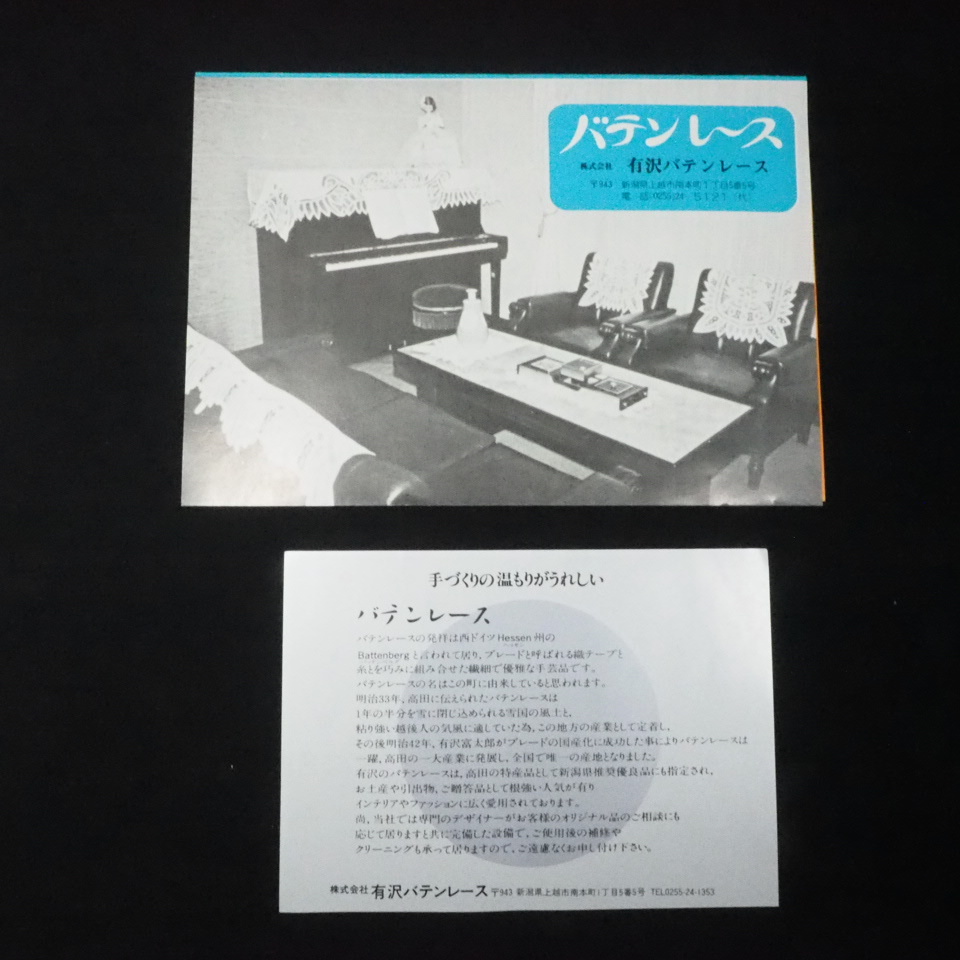 バテンレース
株式会社 有沢バテンレース
〒943 新潟県上越市南本町1丁目5番5号
電話(0255)24-5121(代)
手づくりの温もりがうれしい
バテンレース
バテンレースの発祥は西ドイツHessen州の
Battenbergと言われて居り,ブレードと呼ばれる織テープと
糸とを巧みに組み合せた繊細で優雅な手芸品です。
バテンレースの名はこの町に由来していると思われます。
明治33年,高田に伝えられたバテンレースは
1年の半分を雪に閉じ込められる雪国の風土と,
粘り強い越後人の気風に適していた為,この地方の産業として定着し,
その後明治42年,有沢富太郎がブレードの国産化に成功した事によりバテンレースは
一躍,高田の一大産業に発展し,全国で唯一の産地となりました。
有沢のバテンレースは,高田の特産品として新潟県推奨優良品にも指定され,
お土産や引出物,ご贈答品として根強い人気が有り
インテリアやファッションに広く愛用されております。
尚,当社では専門のデザイナーがお客様のオリジナル品のご相談にも
応じて居りますと共に完備した設備で,ご使用後の補修や
クリーニングも承って居りますので,ご遠慮なくお申し付け下さい。
株式会社 有沢バテンレース 〒943 新潟県上越市南本町1丁目5番5号 TEL0255-24-1353